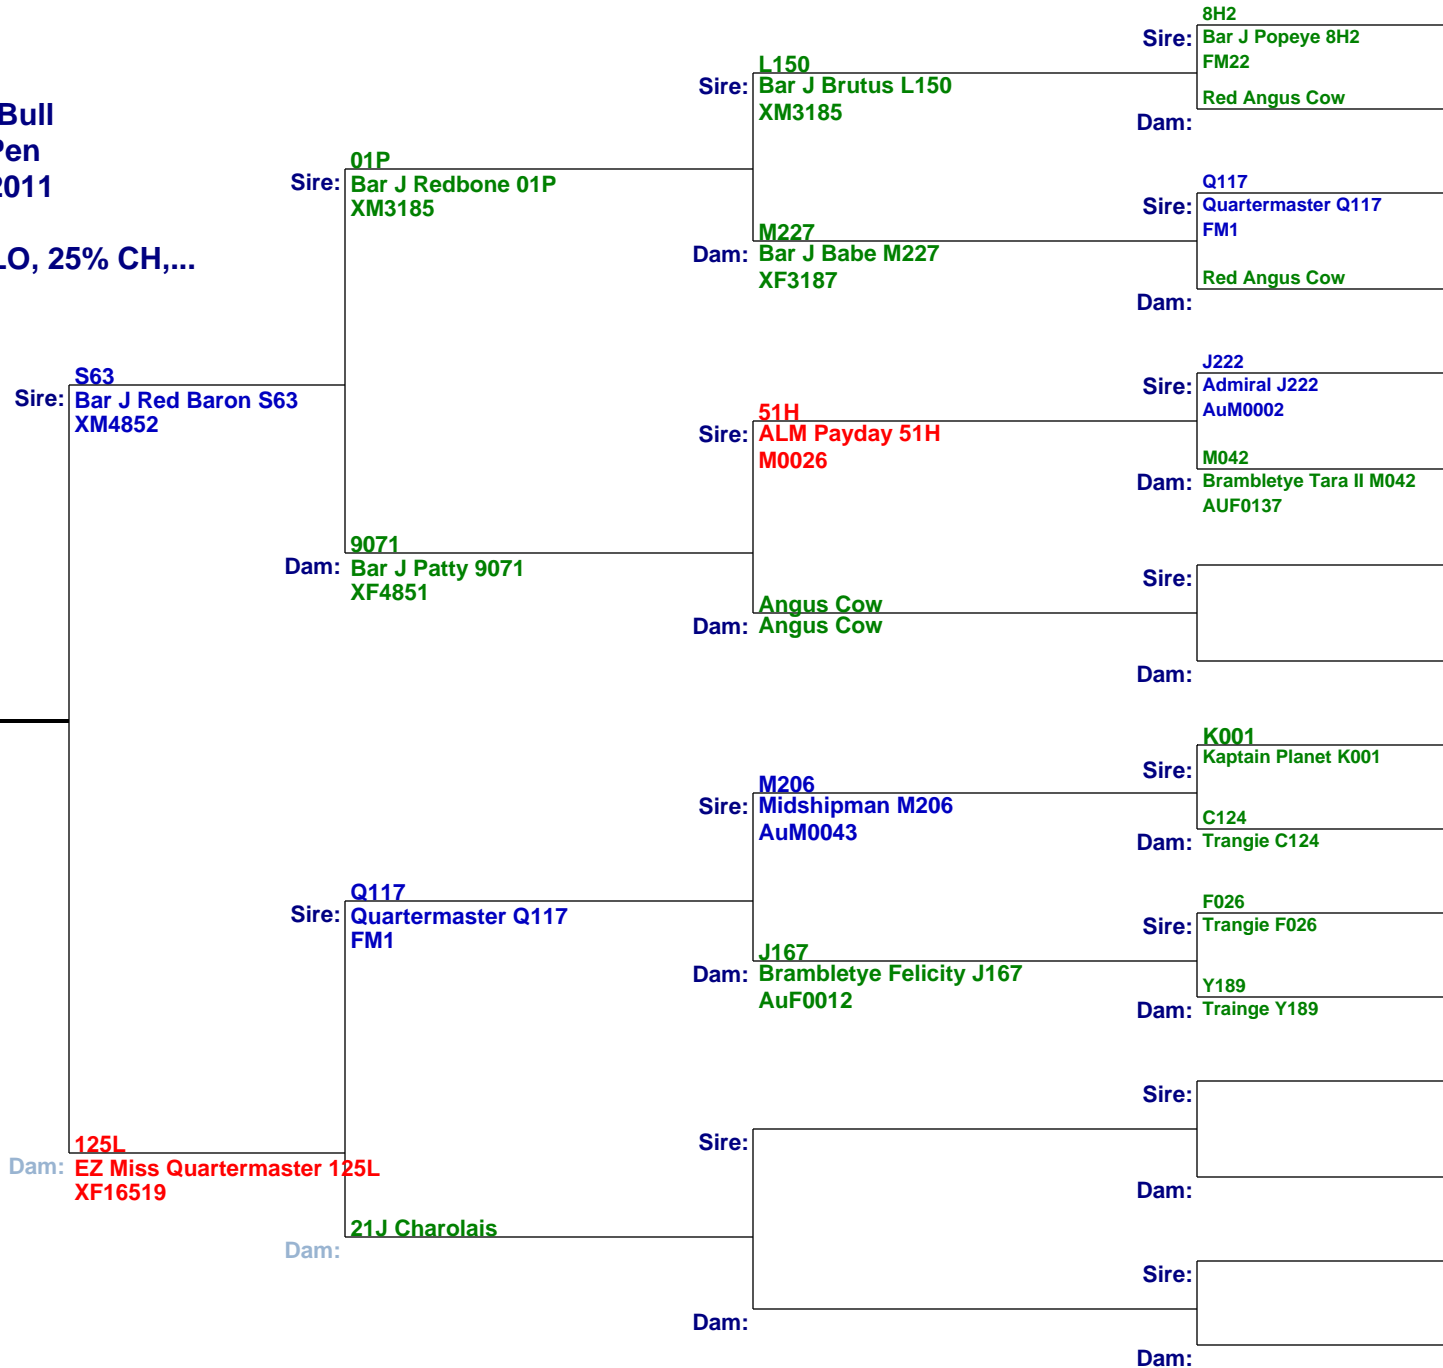 Bull
Pen
2011
LO, 25% CH,...
Sire:
S63
Bar J Red Baron S63
XM4852
Dam:
125L
EZ Miss Quartermaster 125L
XF16519
Sire:
01P
Bar J Redbone 01P
XM3185
Dam:
9071
Bar J Patty 9071
XF4851
Sire:
Q117
Quartermaster Q117
FM1
Dam:
21J Charolais
Sire:
L150
Bar J Brutus L150
XM3185
Dam:
M227
Bar J Babe M227
XF3187
Sire:
51H
ALM Payday 51H
M0026
Dam:
Angus Cow
Angus Cow
Sire:
M206
Midshipman M206
AuM0043
Dam:
J167
Brambletye Felicity J167
AuF0012
Sire:
Dam:
Sire:
8H2
Bar J Popeye 8H2
FM22
Dam:
Red Angus Cow
Sire:
Q117
Quartermaster Q117
FM1
Dam:
Red Angus Cow
Sire:
J222
Admiral J222
AuM0002
Dam:
M042
Brambletye Tara II M042
AUF0137
Sire:
Dam:
Sire:
K001
Kaptain Planet K001
Dam:
C124
Trangie C124
Sire:
F026
Trangie F026
Dam:
Y189
Trainge Y189
Sire:
Dam:
Sire:
Dam: